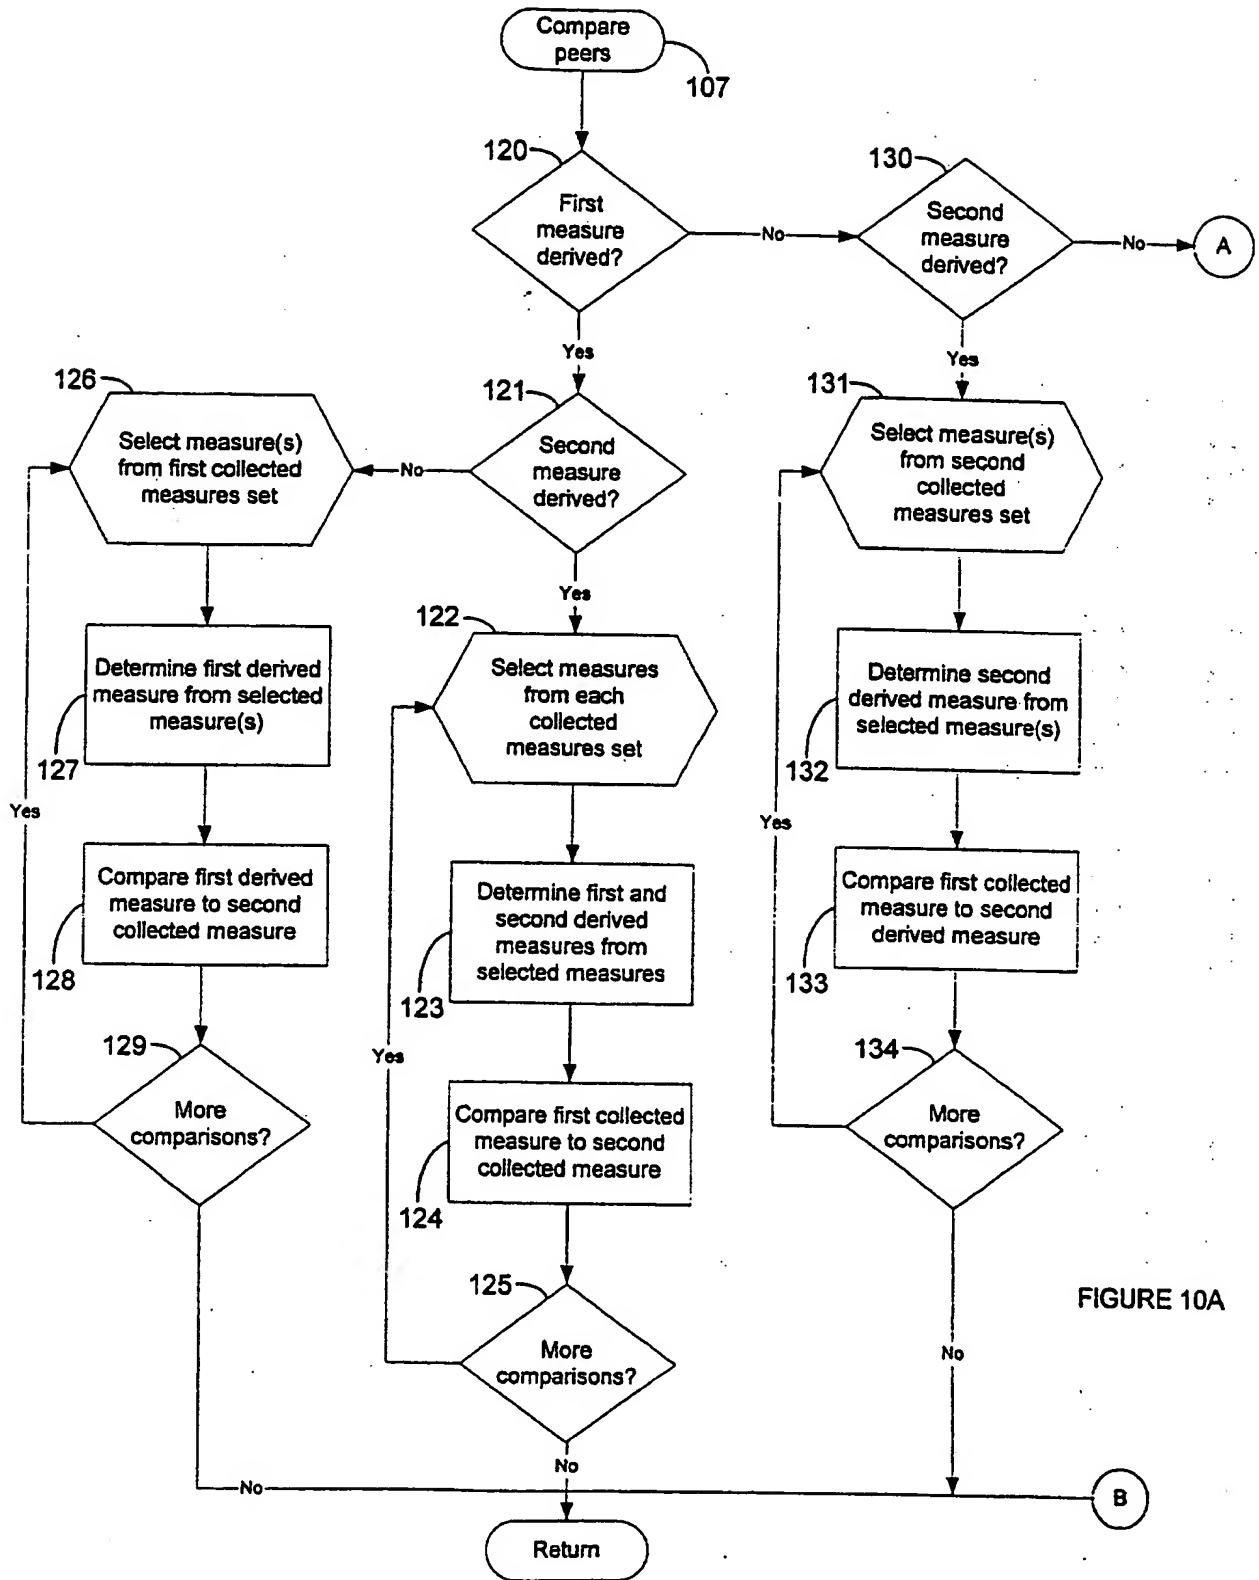 Compare
peers
107
120
First
measure
derived?
No
130
Second
measure
derived?
No
A
Yes
Yes
126
Select measure(s)
from first collected
measures set
No
121
Second
measure
derived?
131
Select measure(s)
from second
collected
measures set
Yes
122
Select measures
from each
collected
measures set
Determine first derived
measure from selected
measure(s)
127
Determine second
derived measure from
selected measure(s)
132
Yes
Yes
Compare first derived
measure to second
collected measure
128
Determine first and
second derived
measures from
selected measures
123
Compare first collected
measure to second
derived measure
133
Yes
129
More
comparisons?
134
More
comparisons?
Compare first collected
measure to second
collected measure
124
125
More
comparisons?
FIGURE 10A
No
No
No
B
Return